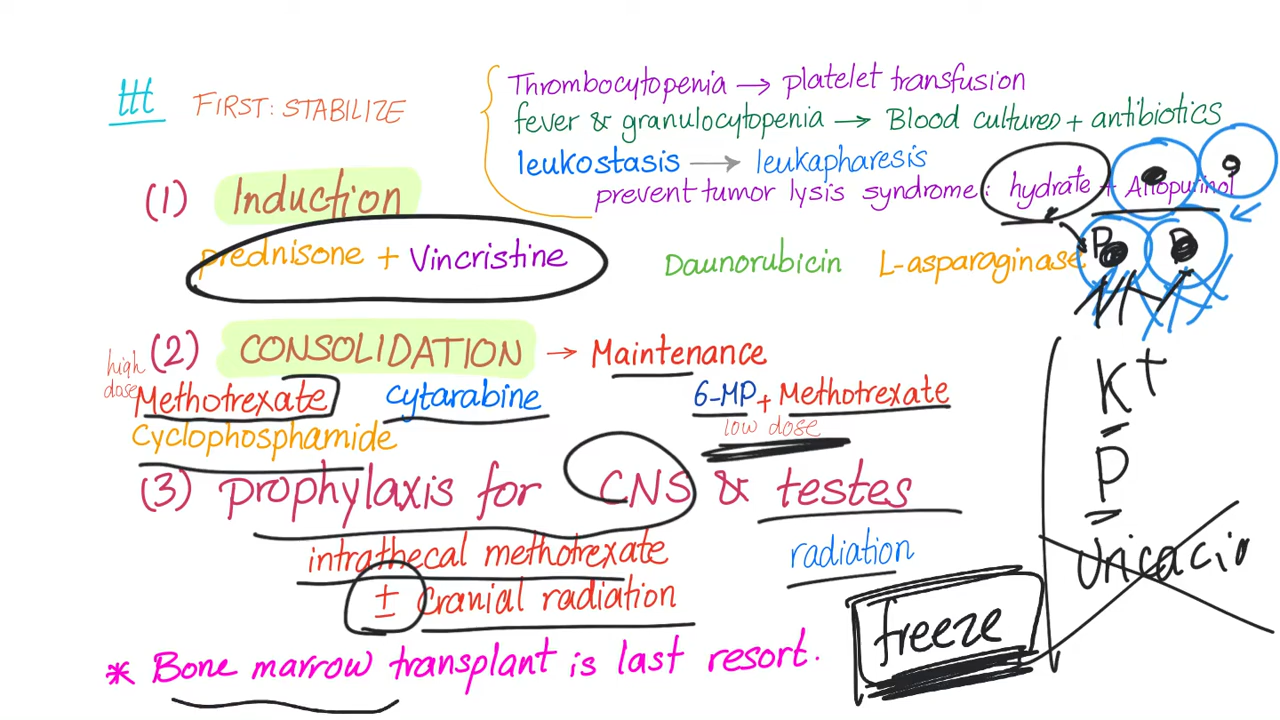 ttt FIRST: STABILIZE
Thrombocytopenia → platelet transfusion
fever & granulocytopenia → Blood cultures + antibiotics
leukostasis → leukapharesis
prevent tumor lysis syndrome: hydrate + Allopurinol
(1) Induction
prednisone + Vincristine Daunorubicin L-asparaginase
(2) CONSOLIDATION → Maintenance
high dose Methotrexate cytarabine 6-MP + Methotrexate
low dose
Cyclophosphamide
(3) prophylaxis for CNS & testes
intrathecal methotrexate radiation
± cranial radiation
* Bone marrow transplant is last resort.
P
D
K+
P
Uric acid
freeze